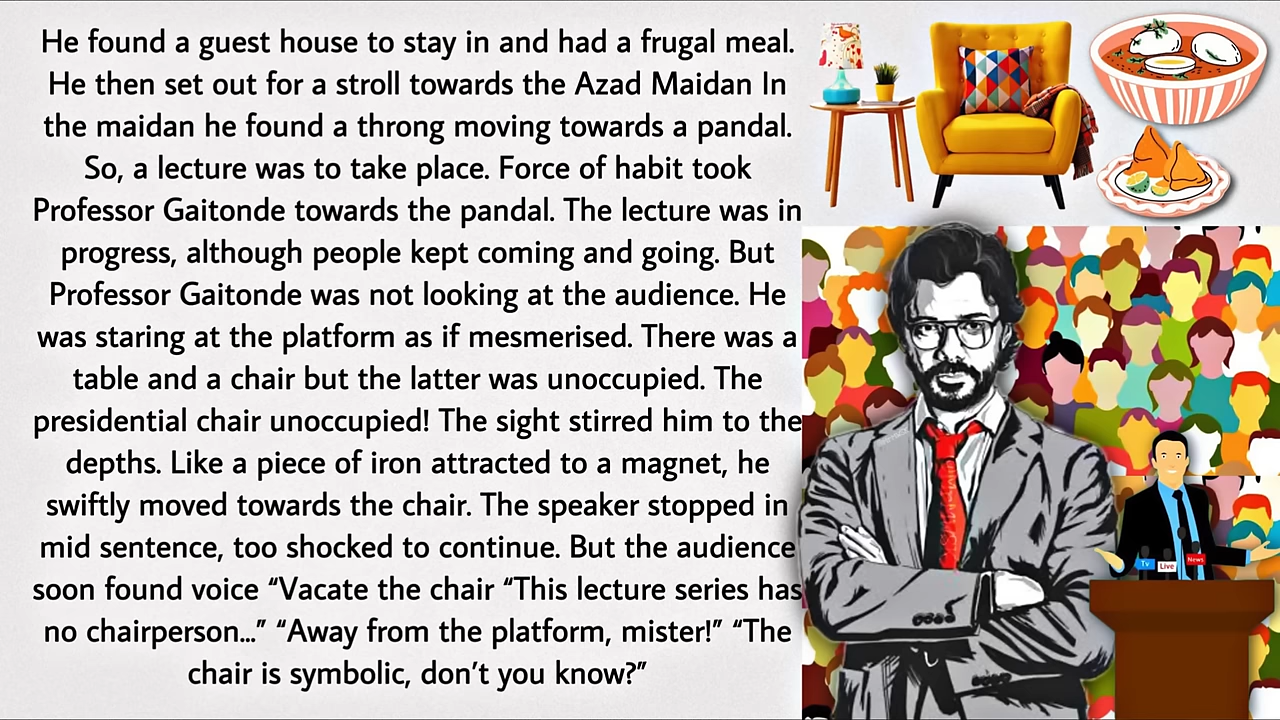 He found a guest house to stay in and had a frugal meal.
He then set out for a stroll towards the Azad Maidan In
the maidan he found a throng moving towards a pandal.
So, a lecture was to take place. Force of habit took
Professor Gaitonde towards the pandal. The lecture was in
progress, although people kept coming and going. But
Professor Gaitonde was not looking at the audience. He
was staring at the platform as if mesmerised. There was a
table and a chair but the latter was unoccupied. The
presidential chair unoccupied! The sight stirred him to the
depths. Like a piece of iron attracted to a magnet, he
swiftly moved towards the chair. The speaker stopped in
mid sentence, too shocked to continue. But the audience
soon found voice “Vacate the chair “This lecture series has
no chairperson...” “Away from the platform, mister!” “The
chair is symbolic, don’t you know?”
Tv
Live
News